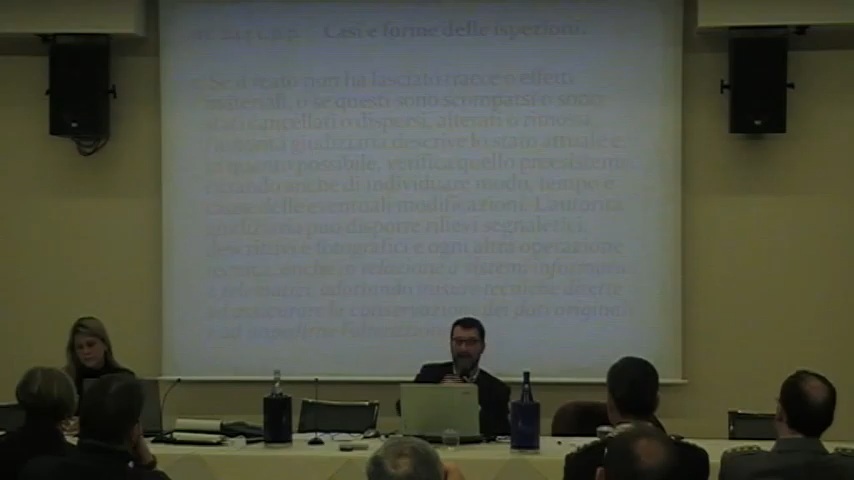 Casi e forme delle ispezioni.
Se il reato non ha lasciato tracce o effetti
materiali, o se questi sono scomparsi o sono
stati cancellati o dispersi, alterati o rimossi,
l'autorità giudiziaria descrive lo stato attuale e
in quanto possibile, verifica quello preesistente
curando anche di individuare modo, tempo e
cause delle eventuali modificazioni. L'autorità
giudiziaria può disporre rilievi segnaletici,
descrittivi e fotografici e ogni altra operazione
tecnica, anche in relazione a sistemi informatici
o telematici, adottando misure tecniche dirette
ad assicurare la conservazione dei dati originali
e ad impedirne l'alterazione